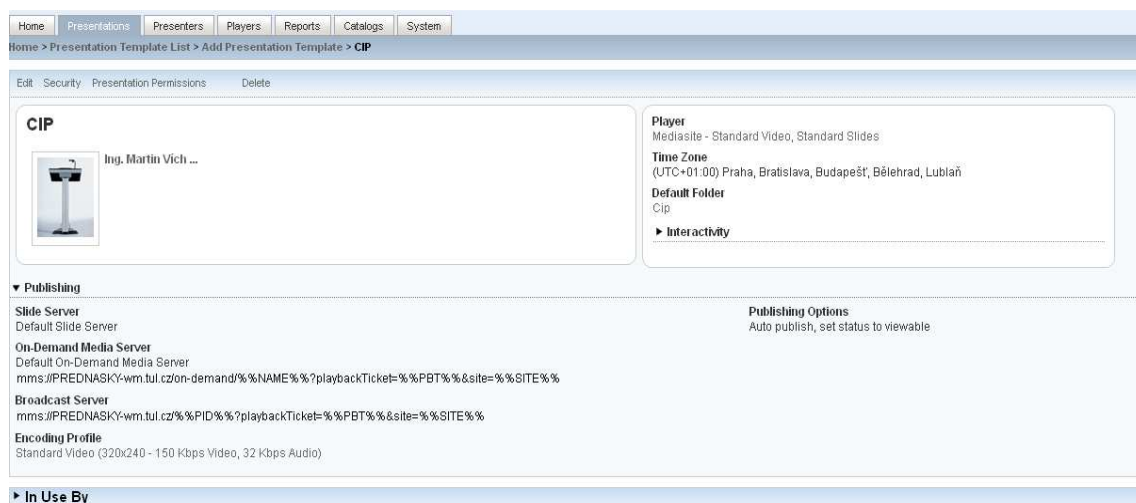 Home Presentations Presenters Players Reports Catalogs System
Home > Presentation Template List > Add Presentation Template > CIP
Edit Security Presentation Permissions Delete
CIP
Ing. Martin Vích ...
Player
Mediasite - Standard Video, Standard Slides
Time Zone
(UTC+01:00) Praha, Bratislava, Budapešť, Bělehrad, Lublaň
Default Folder
Cip
Interactivity
Publishing
Slide Server
Default Slide Server
On-Demand Media Server
Default On-Demand Media Server
mms://PREDNASKY-wm.tul.cz/on-demand/%%NAME%%?playbackTicket=%%PBT%%&site=%%SITE%%
Broadcast Server
mms://PREDNASKY-wm.tul.cz/%%PID%%?playbackTicket=%%PBT%%&site=%%SITE%%
Encoding Profile
Standard Video (320x240 - 150 Kbps Video, 32 Kbps Audio)
Publishing Options
Auto publish, set status to viewable
In Use By